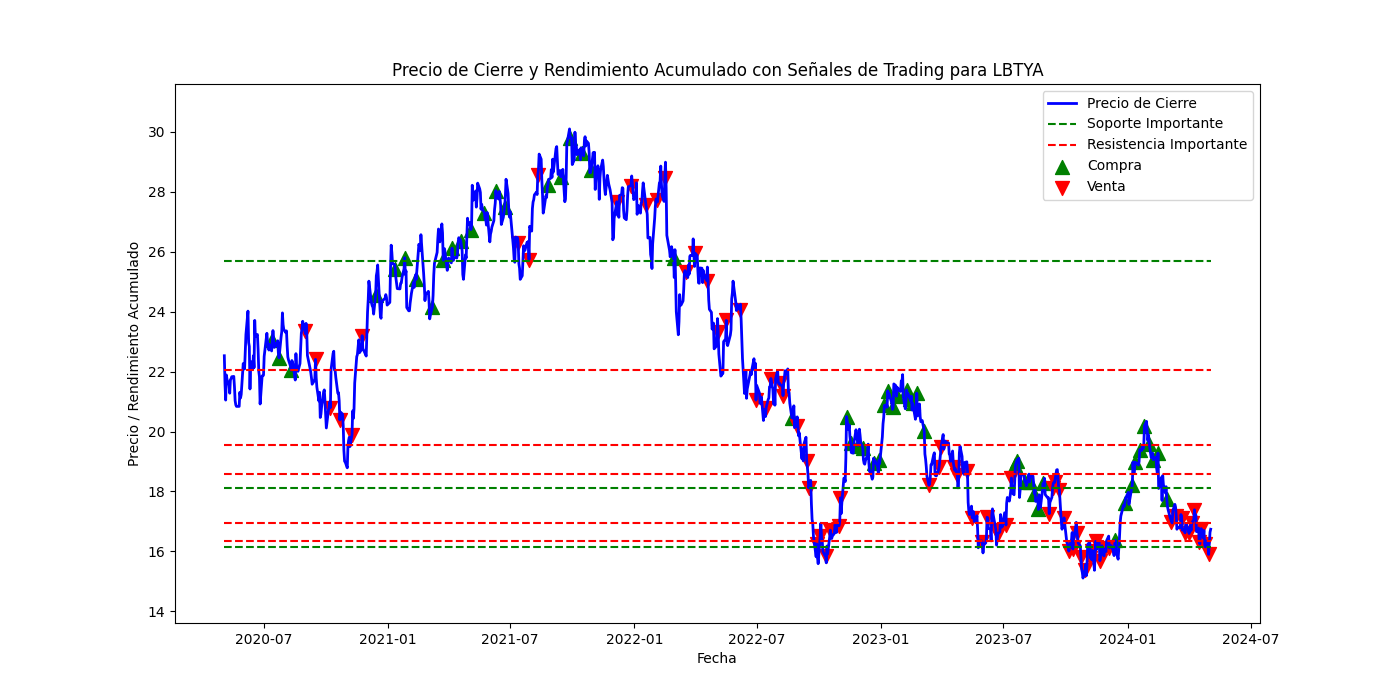 Precio de Cierre y Rendimiento Acumulado con Señales de Trading para LBTYA
Precio de Cierre
Soporte Importante
Resistencia Importante
Compra
Venta
Precio / Rendimiento Acumulado
30
28
26
24
22
20
18
16
14
2020-07
2021-01
2021-07
2022-01
2022-07
2023-01
2023-07
2024-01
2024-07
Fecha